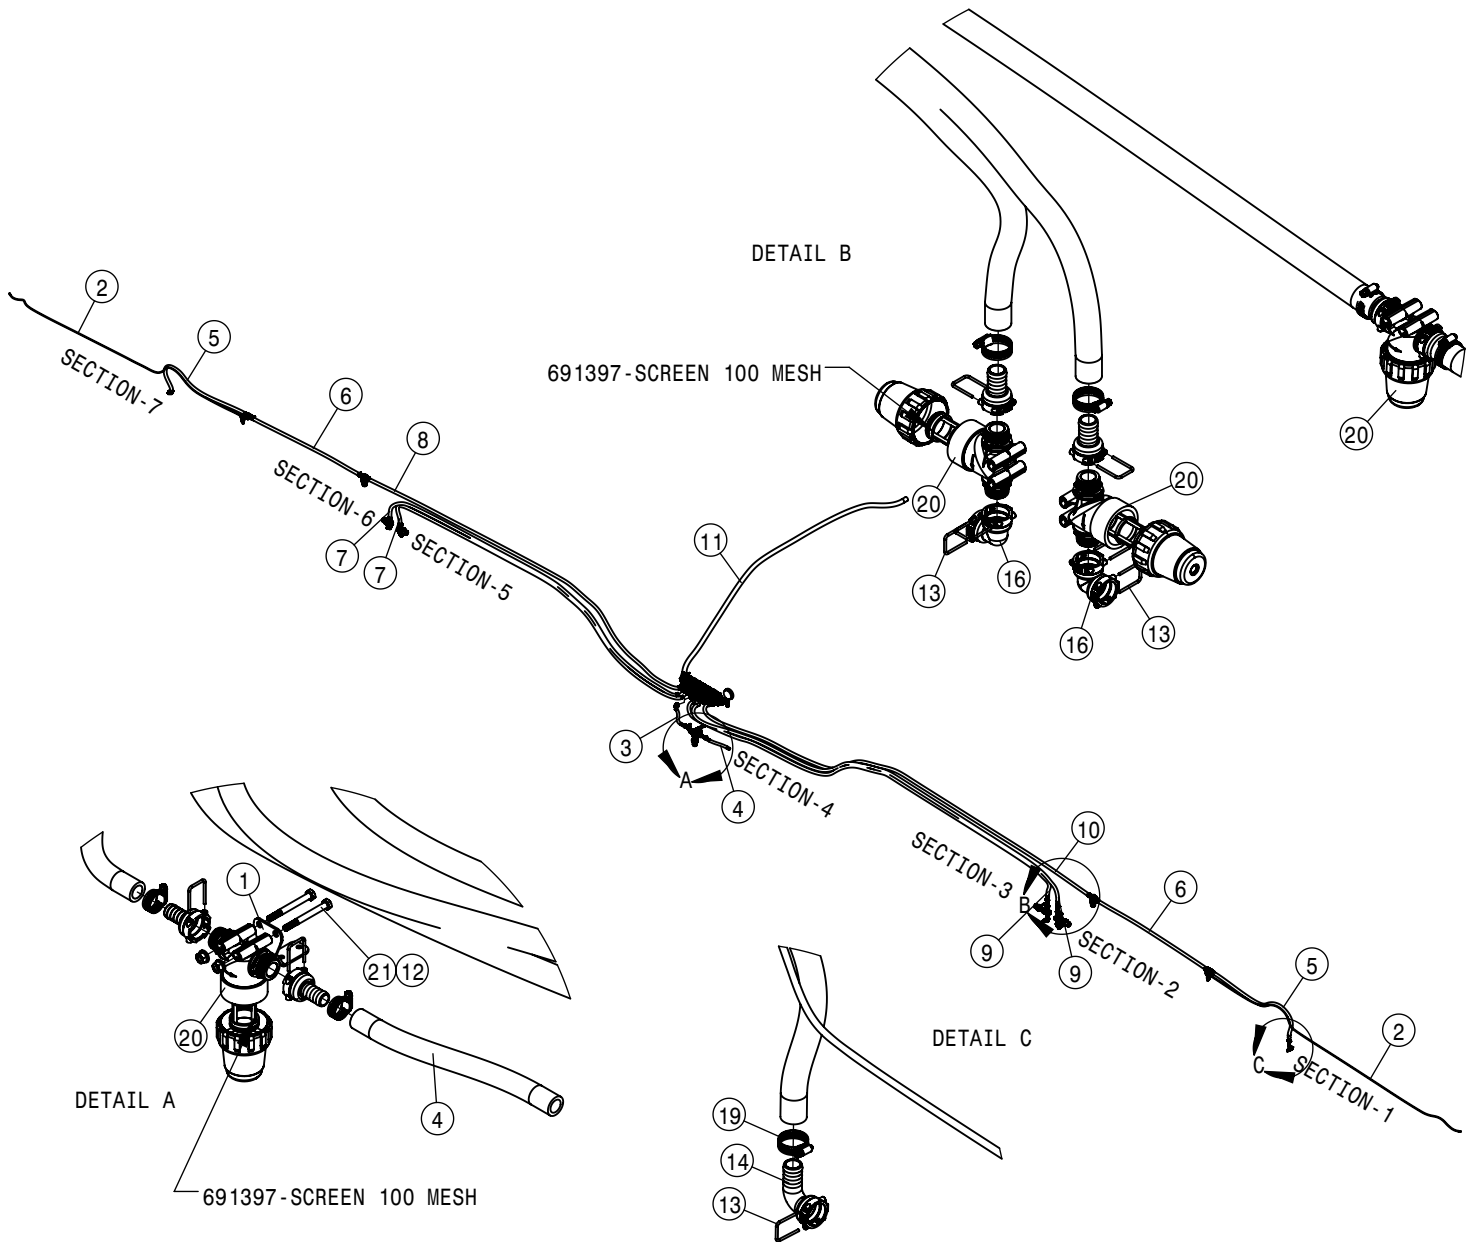 DETAIL B
2
5
SECTION-7
691397-SCREEN 100 MESH
6
20
8
SECTION-6
20
20
7
7
SECTION-5
11
13
16
16
13
3
A
SECTION-4
4
10
SECTION-3
B
6
1
9
9
SECTION-2
21
12
5
20
C
SECTION-1
2
DETAIL C
DETAIL A
4
19
14
691397-SCREEN 100 MESH
13